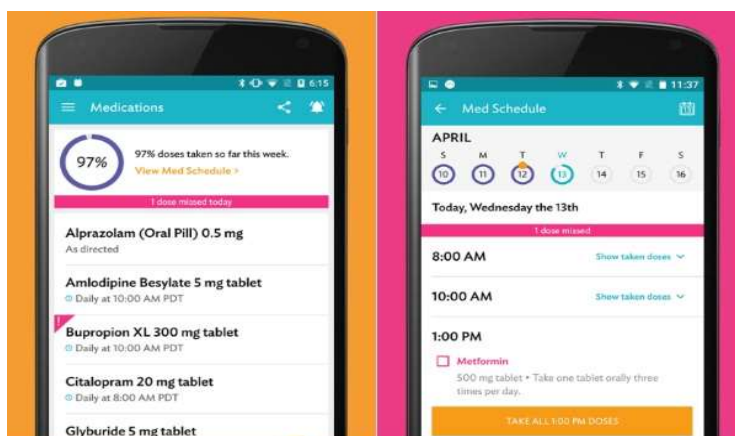 6:15
Medications
97%
97% doses taken so far this week.
View Med Schedule >
1 dose missed today
Alprazolam (Oral Pill) 0.5 mg
As directed
Amlodipine Besylate 5 mg tablet
Daily at 10:00 AM PDT
!
Bupropion XL 300 mg tablet
Daily at 10:00 AM PDT
Citalopram 20 mg tablet
Daily at 8:00 AM PDT
Glyburide 5 mg tablet
11:37
Med Schedule
APRIL
S M T W T F S
10 11 12 13 14 15 16
Today, Wednesday the 13th
1 dose missed
8:00 AM Show taken doses
10:00 AM Show taken doses
1:00 PM
Metformin
500 mg tablet • Take one tablet orally three
times per day.
TAKE ALL 1:00 PM DOSES